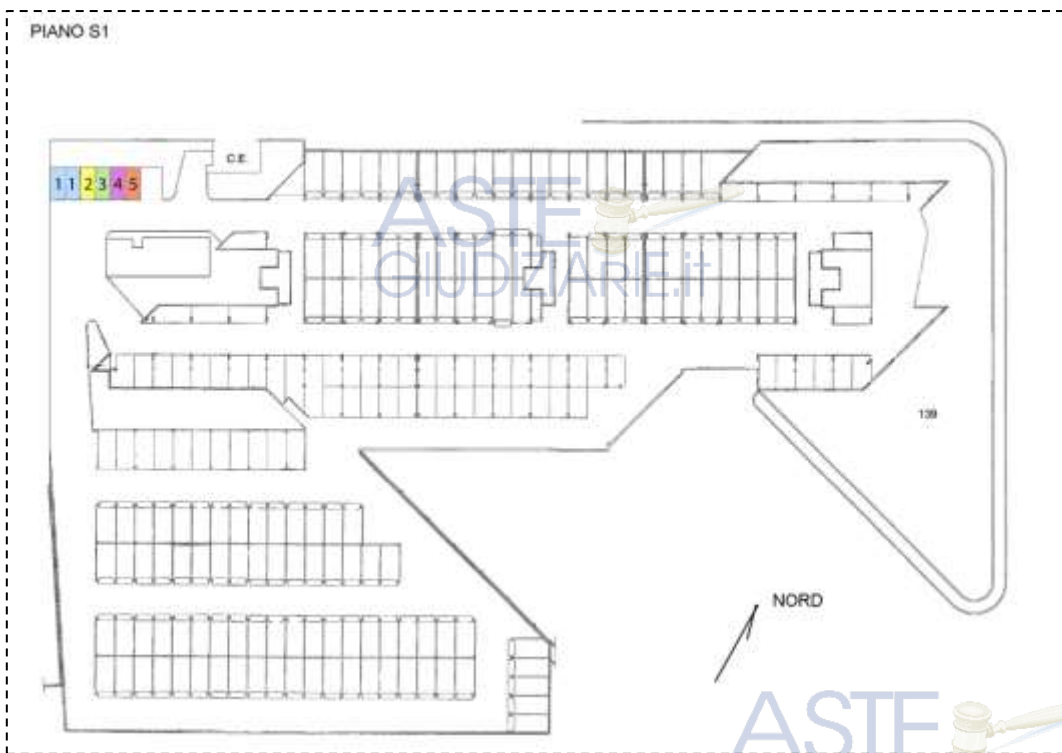 PIANO S1
C.E.
1 1 2 3 4 5
ASTE
GIUDIZIARIE.it
139
NORD
ASTE